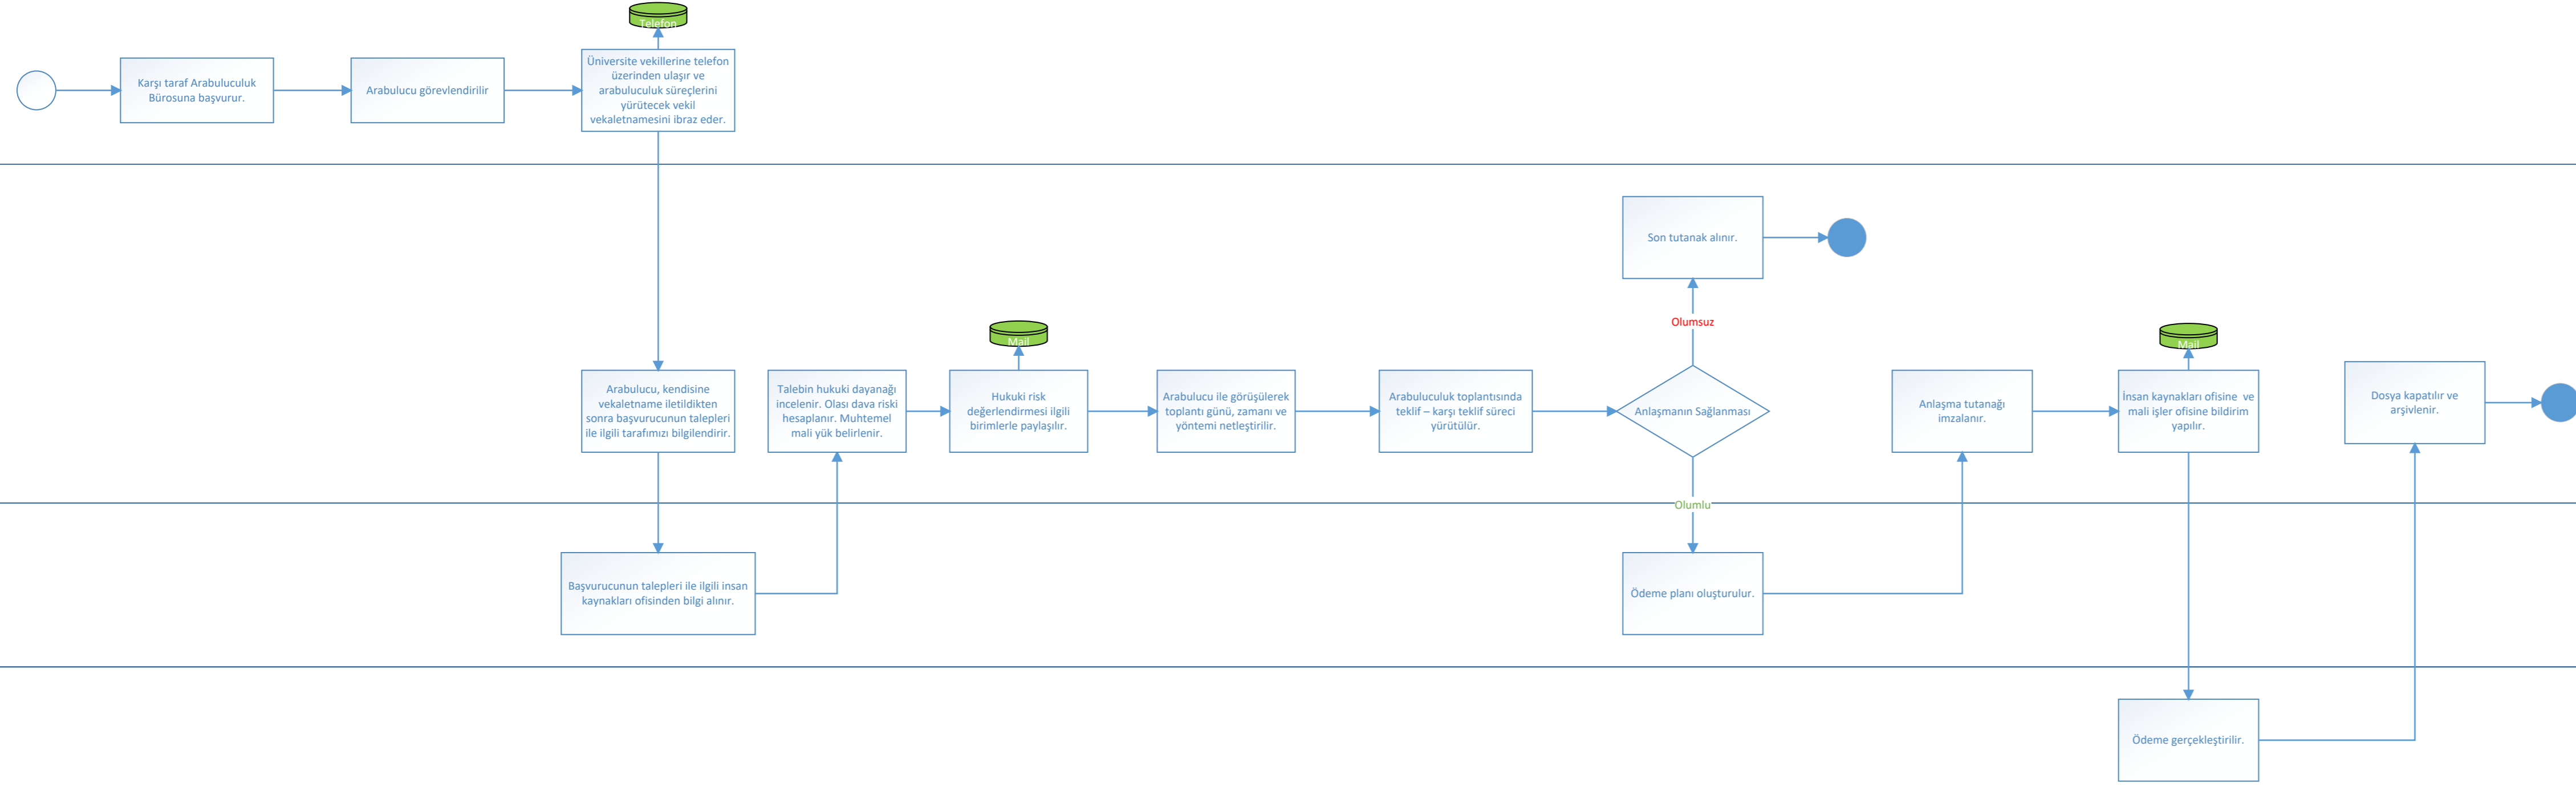 Telefon
Karşı taraf Arabuluculuk
Bürosuna başvurur.
Arabulucu görevlendirilir
Üniversite vekillerine telefon
üzerinden ulaşır ve
arabuluculuk süreçlerini
yürütecek vekil
vekaletnamesini ibraz eder.
Son tutanak alınır.
Olumsuz
Mail
Mail
Arabulucu, kendisine
vekaletname iletildikten
sonra başvurucunun talepleri
ile ilgili tarafımızı bilgilendirir.
Talebin hukuki dayanağı
incelenir. Olası dava riski
hesaplanır. Muhtemel
mali yük belirlenir.
Hukuki risk
değerlendirmesi ilgili
birimlerle paylaşılır.
Arabulucu ile görüşülerek
toplantı günü, zamanı ve
yöntemi netleştirilir.
Arabuluculuk toplantısında
teklif – karşı teklif süreci
yürütülür.
Anlaşmanın Sağlanması
Anlaşma tutanağı
imzalanır.
İnsan kaynakları ofisine ve
mali işler ofisine bildirim
yapılır.
Dosya kapatılır ve
arşivlenir.
Olumlu
Başvurucunun talepleri ile ilgili insan
kaynakları ofisinden bilgi alınır.
Ödeme planı oluşturulur.
Ödeme gerçekleştirilir.